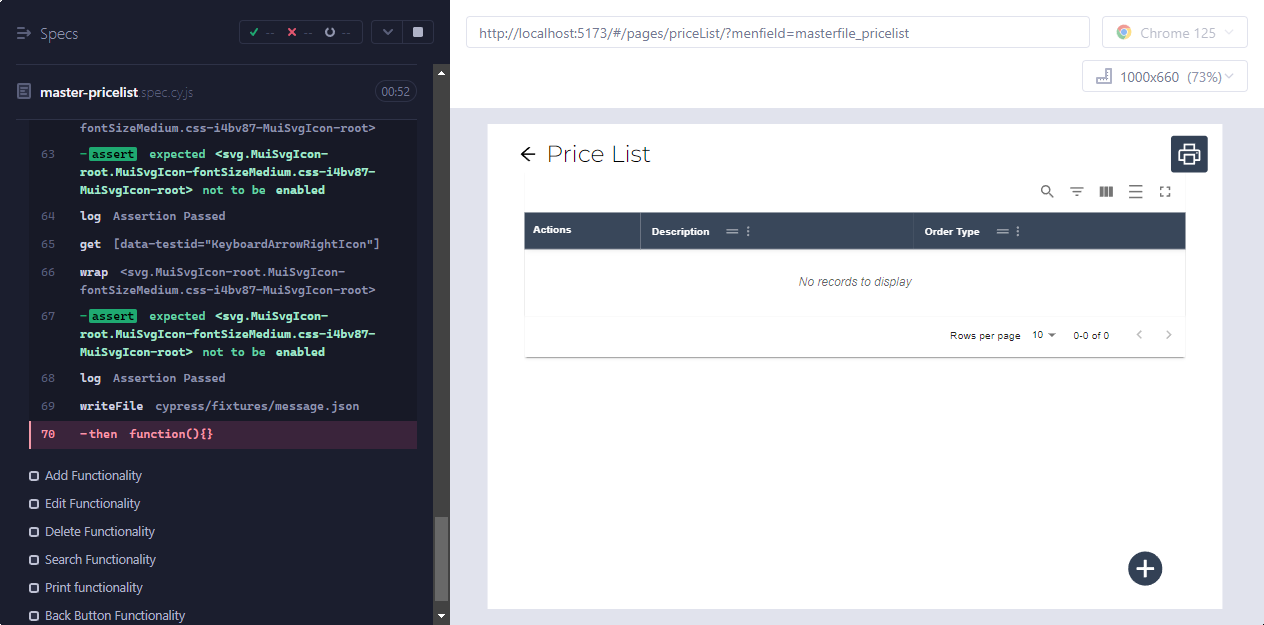 Specs
-- -- --
master-pricelist spec.cy.js
00:52
fontSizeMedium.css-i4bv87-MuiSvgIcon-root>
63 -assert expected <svg.MuiSvgIcon-
root.MuiSvgIcon-fontSizeMedium.css-i4bv87-
MuiSvgIcon-root> not to be enabled
64 log Assertion Passed
65 get [data-testid="KeyboardArrowRightIcon"]
66 wrap <svg.MuiSvgIcon-root.MuiSvgIcon-
fontSizeMedium.css-i4bv87-MuiSvgIcon-root>
67 -assert expected <svg.MuiSvgIcon-
root.MuiSvgIcon-fontSizeMedium.css-i4bv87-
MuiSvgIcon-root> not to be enabled
68 log Assertion Passed
69 writeFile cypress/fixtures/message.json
70 -then function(){}
Add Functionality
Edit Functionality
Delete Functionality
Search Functionality
Print functionality
Back Button Functionality
http://localhost:5173/#/pages/priceList/?menfield=masterfile_pricelist
Chrome 125
1000x660 (73%)
Price List
Actions Description Order Type
No records to display
Rows per page 10 0-0 of 0